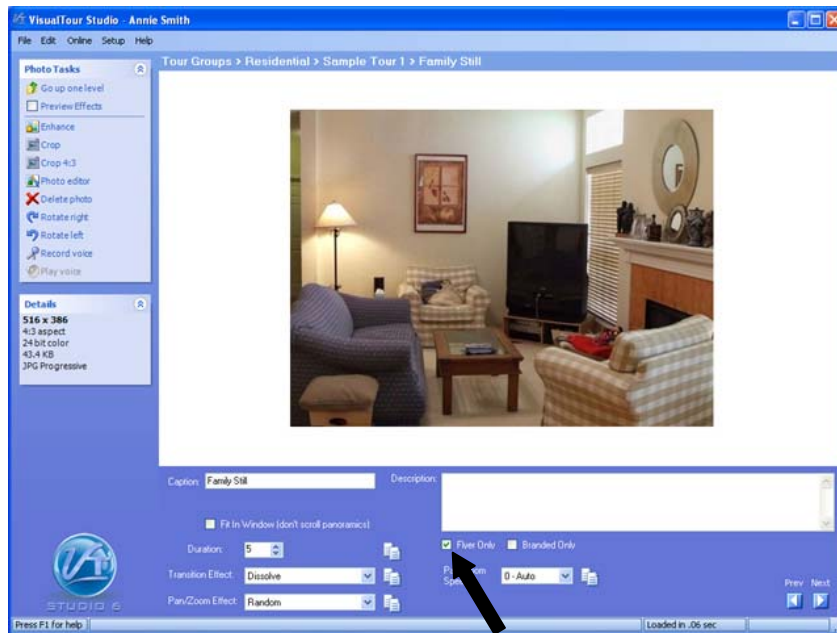 VisualTour Studio - Annie Smith
File Edit Online Setup Help
Tour Groups > Residential > Sample Tour 1 > Family Still
Photo Tasks
Go up one level
Preview Effects
Enhance
Crop
Crop 4:3
Photo editor
Delete photo
Rotate right
Rotate left
Record voice
Play voice
Details
516 x 386
4:3 aspect
24 bit color
43.4 KB
JPG Progressive
Caption: Family Still
Description:
Fit In Window (don't scroll panoramics)
Flyer Only Branded Only
Duration: 5
Transition Effect: Dissolve
0 - Auto
Pan/Zoom Effect: Random
Prev Next
STUDIO 6
Press F1 for help
Loaded in .06 sec